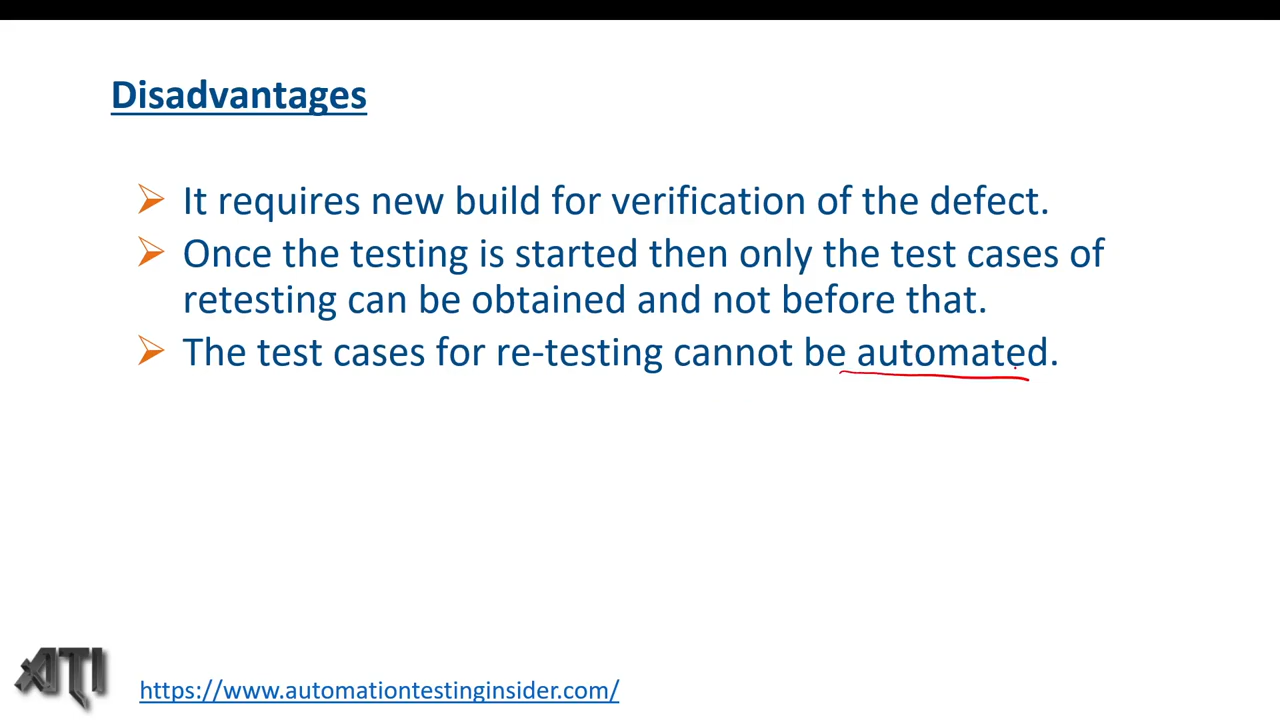 Disadvantages
It requires new build for verification of the defect.
Once the testing is started then only the test cases of
retesting can be obtained and not before that.
The test cases for re-testing cannot be automated.
ATI
https://www.automationtestinginsider.com/